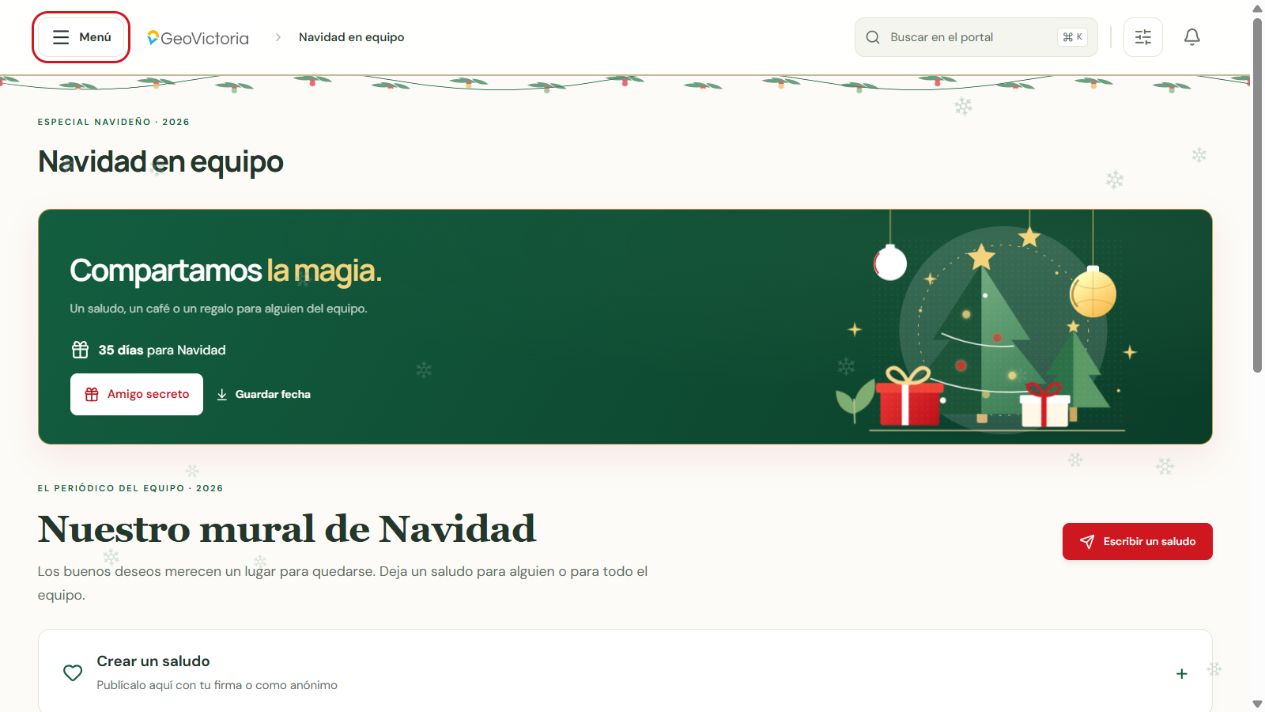 Menú
GeoVictoria
Navidad en equipo
Buscar en el portal
⌘ K
ESPECIAL NAVIDEÑO · 2026
Navidad en equipo
Compartamos la magia.
Un saludo, un café o un regalo para alguien del equipo.
35 días para Navidad
Amigo secreto
Guardar fecha
EL PERIÓDICO DEL EQUIPO · 2026
Nuestro mural de Navidad
Escribir un saludo
Los buenos deseos merecen un lugar para quedarse. Deja un saludo para alguien o para todo el
equipo.
Crear un saludo
Publícalo aquí con tu firma o como anónimo